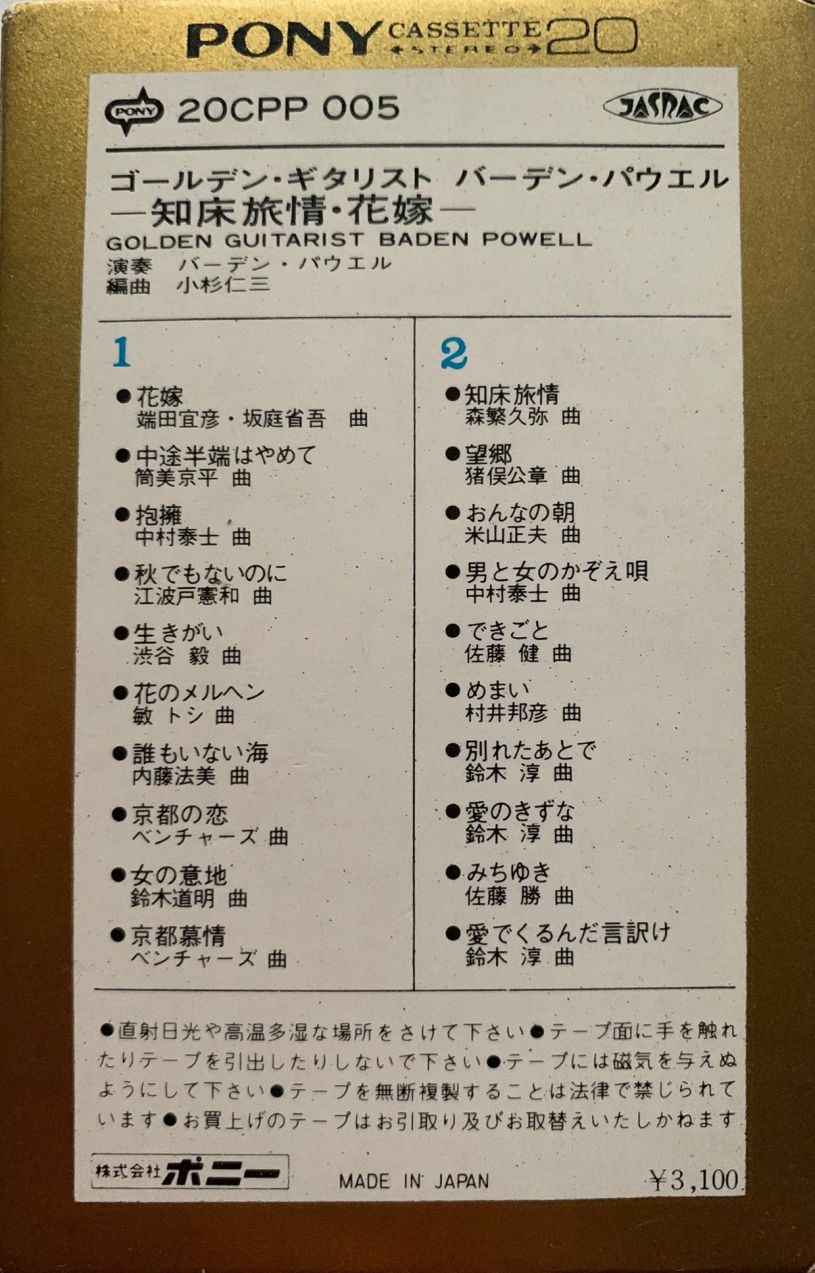 PONY CASSETTE 20
STEREO
PONY 20CPP 005 JASRAC
ゴールデン・ギタリスト バーデン・パウエル
—知床旅情・花嫁—
GOLDEN GUITARIST BADEN POWELL
演奏 バーデン・パウエル
編曲 小杉仁三
1
●花嫁
端田宜彦・坂庭省吾 曲
●中途半端はやめて
筒美京平 曲
●抱擁
中村泰士 曲
●秋でもないのに
江波戸憲和 曲
●生きがい
渋谷 毅 曲
●花のメルヘン
敏 トシ 曲
●誰もいない海
内藤法美 曲
●京都の恋
ベンチャーズ 曲
●女の意地
鈴木道明 曲
●京都慕情
ベンチャーズ 曲
2
●知床旅情
森繁久弥 曲
●望郷
猪俣公章 曲
●おんなの朝
米山正夫 曲
●男と女のかぞえ唄
中村泰士 曲
●できごと
佐藤 健 曲
●めまい
村井邦彦 曲
●別れたあとで
鈴木 淳 曲
●愛のきずな
鈴木 淳 曲
●みちゆき
佐藤 勝 曲
●愛でくるんだ言訳け
鈴木 淳 曲
●直射日光や高温多湿な場所をさけて下さい●テープ面に手を触れ
たりテープを引出したりしないで下さい●テープには磁気を与えぬ
ようにして下さい●テープを無断複製することは法律で禁じられて
います●お買上げのテープはお引取り及びお取替えいたしかねます
株式会社 ポニー MADE IN JAPAN ¥3,100